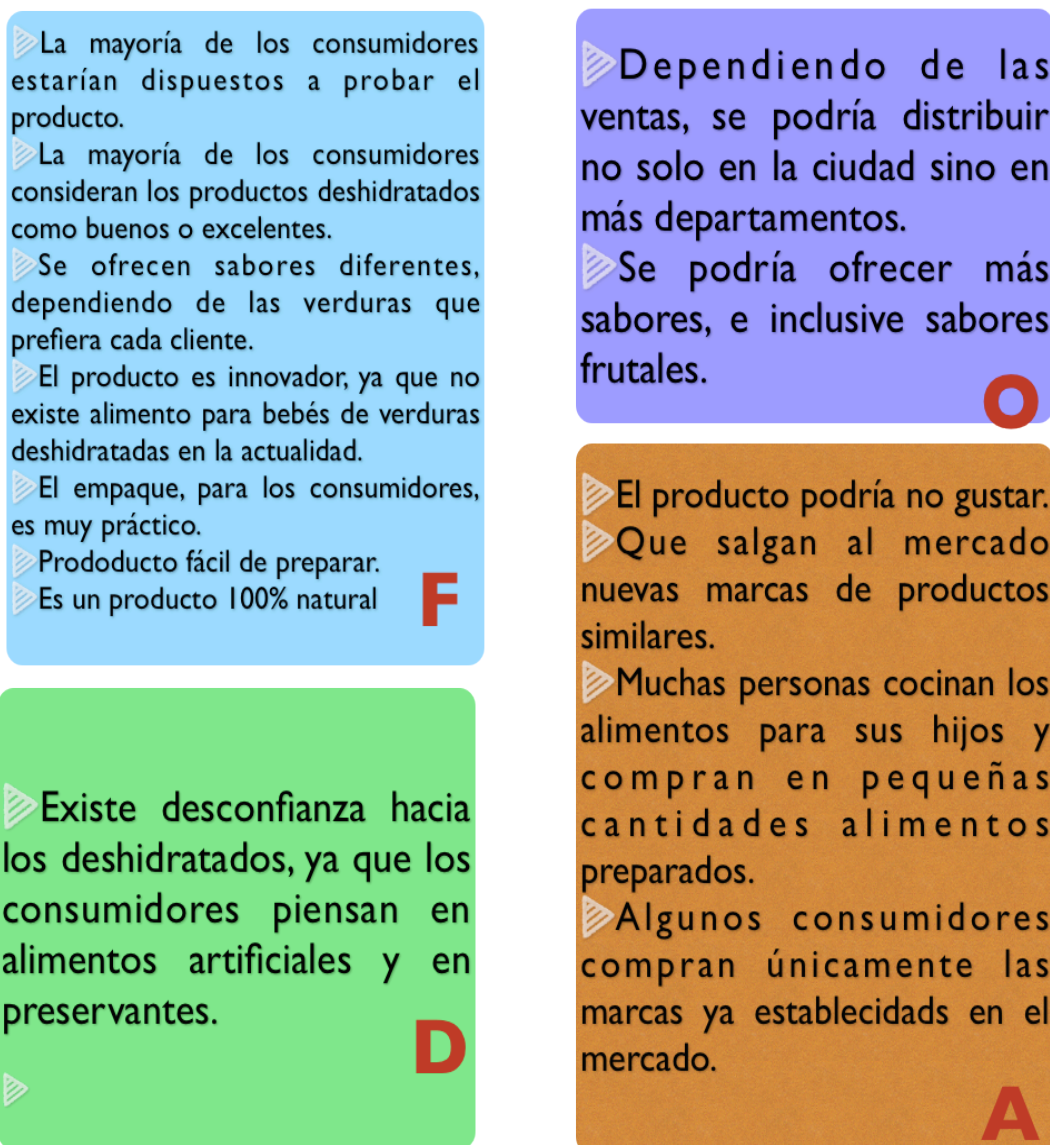 La mayoría de los consumidores
estarían dispuestos a probar el
producto.
La mayoría de los consumidores
consideran los productos deshidratados
como buenos o excelentes.
Se ofrecen sabores diferentes,
dependiendo de las verduras que
prefiera cada cliente.
El producto es innovador, ya que no
existe alimento para bebés de verduras
deshidratadas en la actualidad.
El empaque, para los consumidores,
es muy práctico.
Prododucto fácil de preparar.
Es un producto 100% natural
F
Dependiendo de las
ventas, se podría distribuir
no solo en la ciudad sino en
más departamentos.
Se podría ofrecer más
sabores, e inclusive sabores
frutales.
O
Existe desconfianza hacia
los deshidratados, ya que los
consumidores piensan en
alimentos artificiales y en
preservantes.
D
El producto podría no gustar.
Que salgan al mercado
nuevas marcas de productos
similares.
Muchas personas cocinan los
alimentos para sus hijos y
compran en pequeñas
cantidades alimentos
preparados.
Algunos consumidores
compran únicamente las
marcas ya establecidads en el
mercado.
A